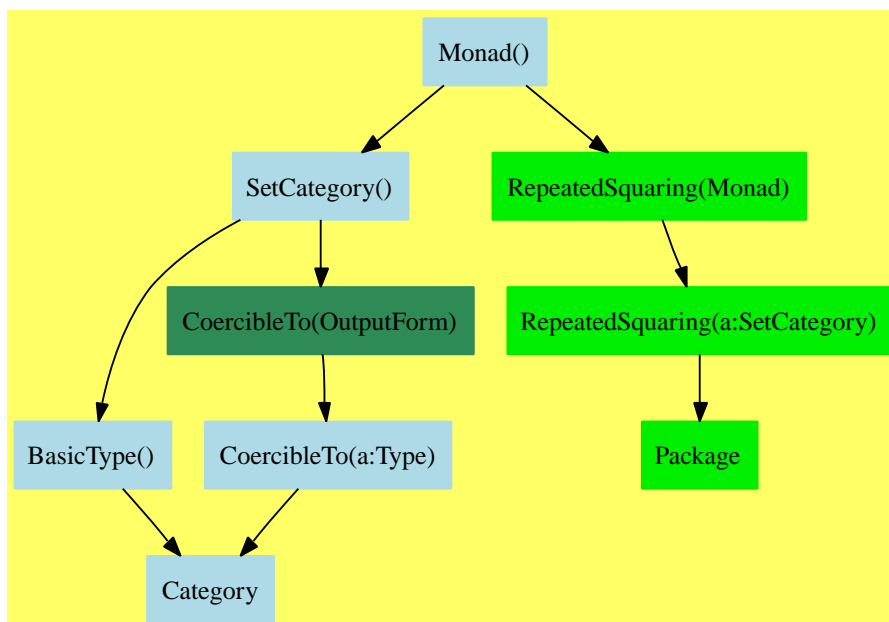 Monad()
SetCategory()
RepeatedSquaring(Monad)
CoercibleTo(OutputForm)
RepeatedSquaring(a:SetCategory)
BasicType()
CoercibleTo(a:Type)
Package
Category